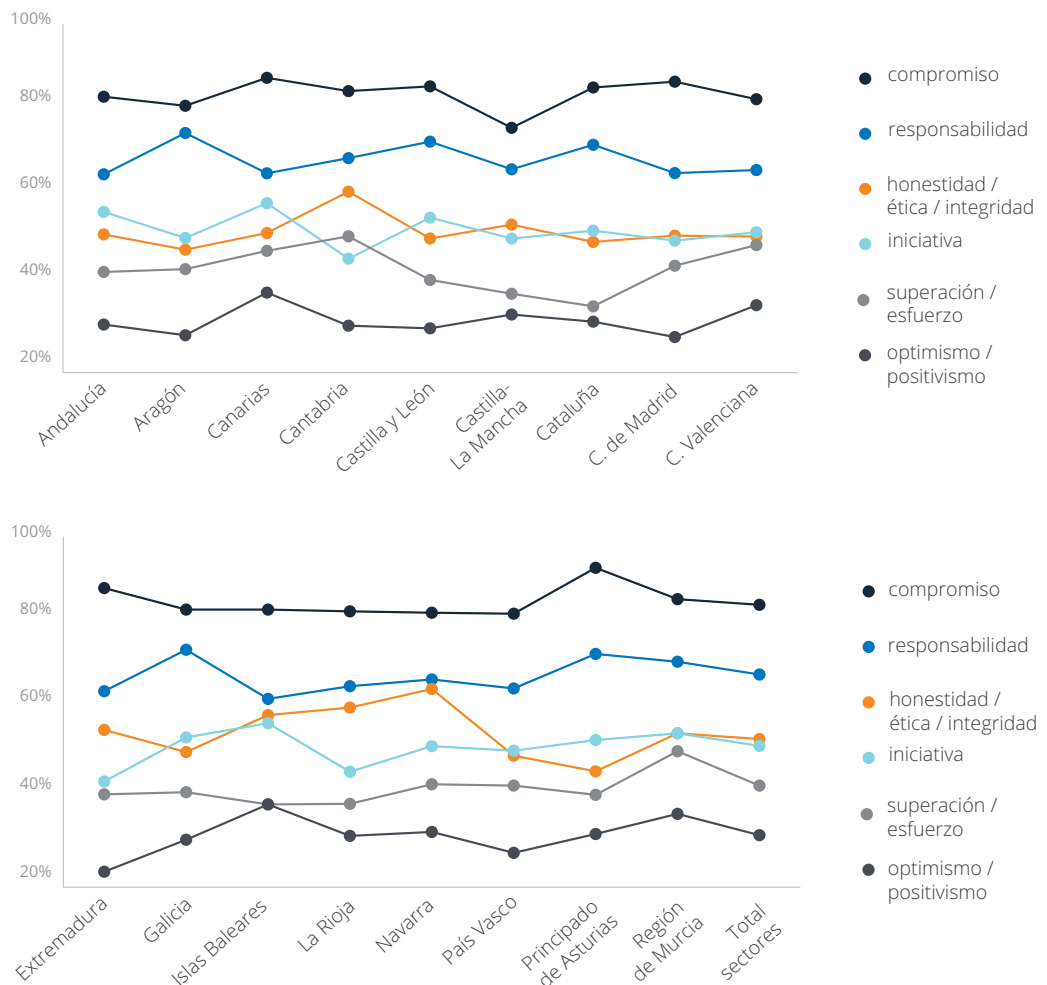 100%
80%
60%
40%
20%
Andalucía
Aragón
Canarias
Cantabria
Castilla y León
Castilla-
La Mancha
Cataluña
C. de Madrid
C. Valenciana
compromiso
responsabilidad
honestidad /
ética / integridad
iniciativa
superación /
esfuerzo
optimismo /
positivismo
100%
80%
60%
40%
20%
Extremadura
Galicia
Islas Baleares
La Rioja
Navarra
País Vasco
Principado
de Asturias
Región
de Murcia
Total
sectores
compromiso
responsabilidad
honestidad /
ética / integridad
iniciativa
superación /
esfuerzo
optimismo /
positivismo